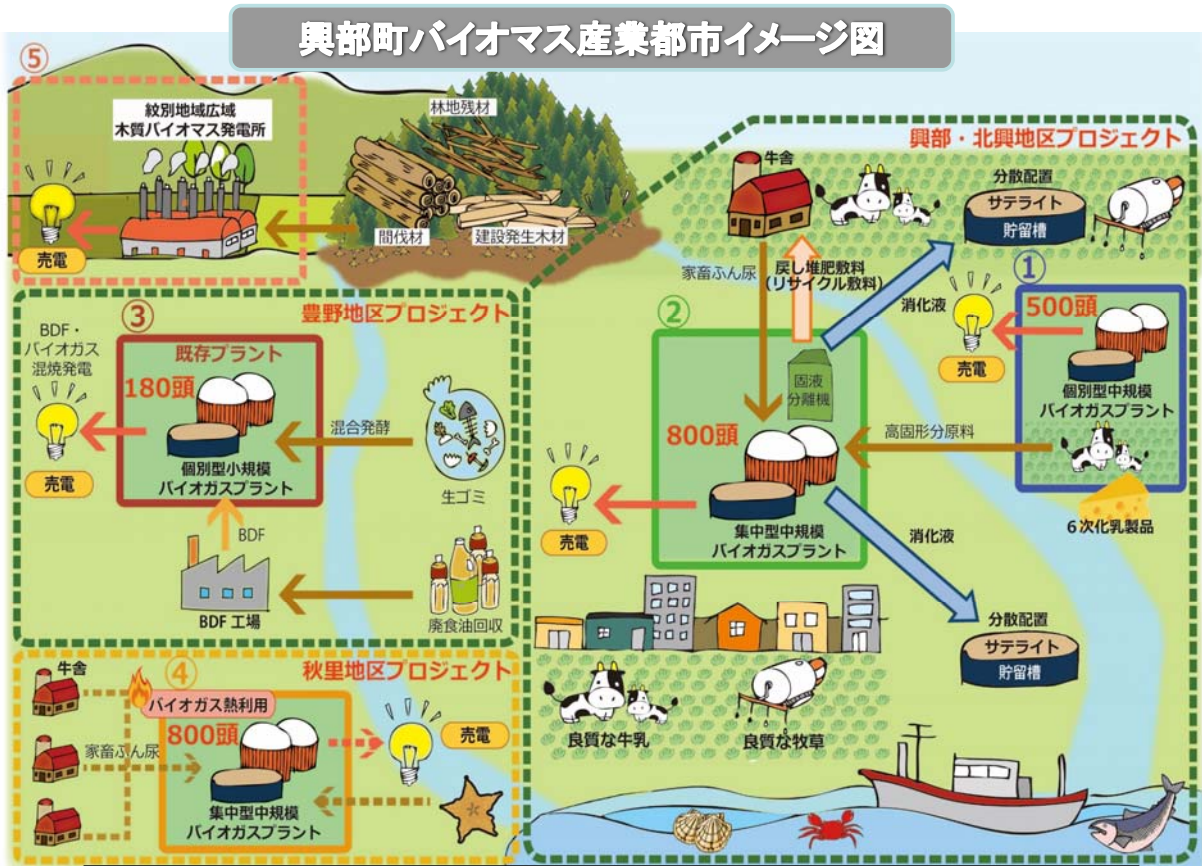 興部町バイオマス産業都市イメージ図
⑤
紋別地域広域
木質バイオマス発電所
売電
林地残材
間伐材
建設発生木材
興部・北興地区プロジェクト
牛舎
分散配置
サテライト
貯留槽
家畜ふん尿
戻し堆肥敷料
(リサイクル敷料)
消化液
①
500頭
売電
個別型中規模
バイオガスプラント
６次化乳製品
②
固液
分離機
800頭
高固形分原料
集中型中規模
バイオガスプラント
売電
消化液
分散配置
サテライト
貯留槽
良質な牛乳
良質な牧草
豊野地区プロジェクト
③
BDF・
バイオガス
混焼発電
売電
既存プラント
180頭
個別型小規模
バイオガスプラント
混合発酵
生ゴミ
BDF
BDF 工場
廃食油回収
秋里地区プロジェクト
④
牛舎
バイオガス熱利用
800頭
家畜ふん尿
売電
集中型中規模
バイオガスプラント